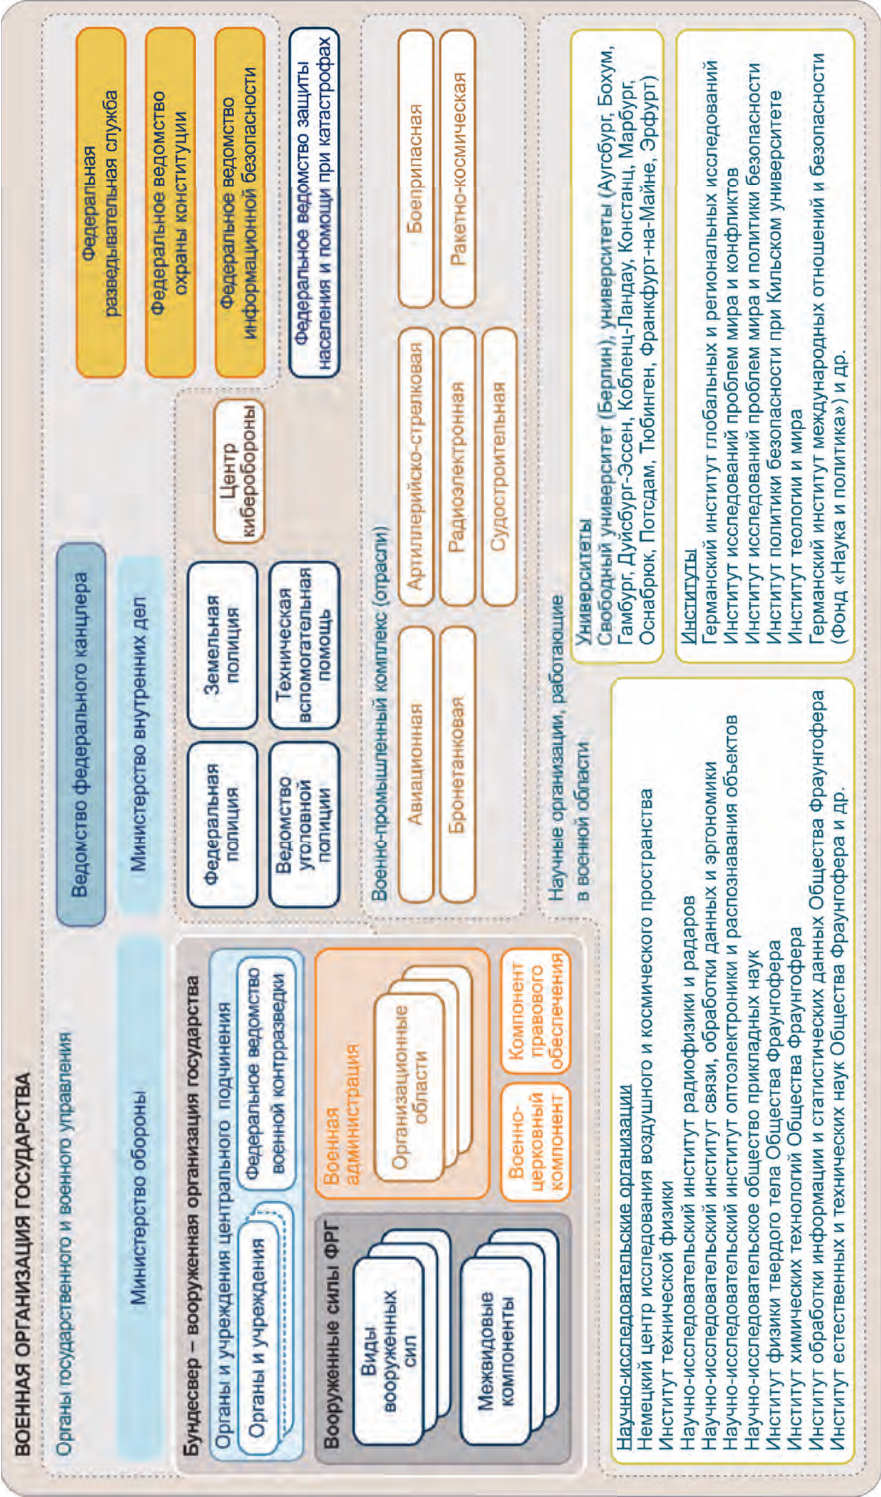 ВОЕННАЯ ОРГАНИЗАЦИЯ ГОСУДАРСТВА
Органы государственного и военного управления
Ведомство федерального канцлера
Министерство обороны
Министерство внутренних дел
Федеральная
разведывательная служба
Федеральное ведомство
охраны конституции
Федеральное ведомство
информационной безопасности
Федеральное ведомство защиты
населения и помощи при катастрофах
Бундесвер – вооруженная организация государства
Органы и учреждения центрального подчинения
Органы и учреждения
Федеральное ведомство
военной контрразведки
Вооруженные силы ФРГ
Виды
вооруженных
сил
Межвидовые
компоненты
Военная
администрация
Организационные
области
Военно-
церковный
компонент
Компонент
правового
обеспечения
Федеральная
полиция
Земельная
полиция
Центр
киберобороны
Ведомство
уголовной
полиции
Техническая
вспомогательная
помощь
Военно-промышленный комплекс (отрасли)
Авиационная
Артиллерийско-стрелковая
Боеприпасная
Бронетанковая
Радиоэлектронная
Ракетно-космическая
Судостроительная
Научные организации, работающие
в военной области
Научно-исследовательские организации
Немецкий центр исследования воздушного и космического пространства
Институт технической физики
Научно-исследовательский институт радиофизики и радаров
Научно-исследовательский институт связи, обработки данных и эргономики
Научно-исследовательский институт оптоэлектроники и распознавания объектов
Научно-исследовательское общество прикладных наук
Институт физики твердого тела Общества Фраунгофера
Институт химических технологий Общества Фраунгофера
Институт обработки информации и статистических данных Общества Фраунгофера
Институт естественных и технических наук Общества Фраунгофера и др.
Университеты
Свободный университет (Берлин), университеты (Аугсбург, Бохум,
Гамбург, Дуйсбург-Эссен, Кобленц-Ландау, Констанц, Марбург,
Оснабрюк, Потсдам, Тюбинген, Франкфурт-на-Майне, Эрфурт)
Институты
Германский институт глобальных и региональных исследований
Институт исследований проблем мира и конфликтов
Институт исследований проблем мира и политики безопасности
Институт политики безопасности при Кильском университете
Институт теологии и мира
Германский институт международных отношений и безопасности
(Фонд «Наука и политика») и др.